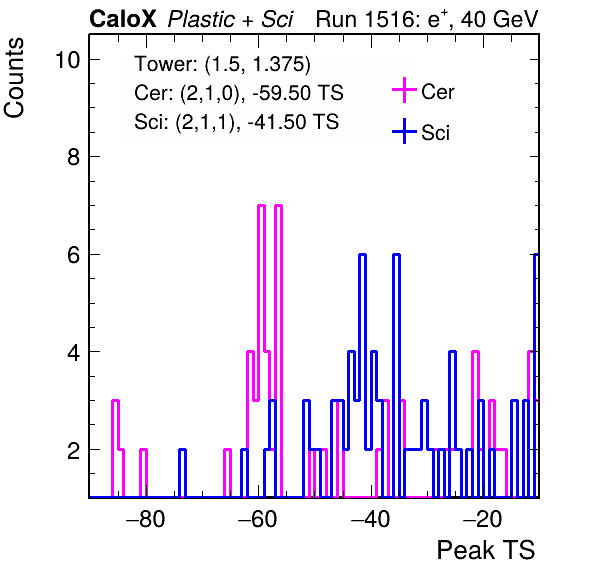 CaloX Plastic + Sci Run 1516: e⁺, 40 GeV
Counts
Tower: (1.5, 1.375)
Cer: (2,1,0), -59.50 TS
Sci: (2,1,1), -41.50 TS
Cer
Sci
10
8
6
4
2
−80 −60 −40 −20
Peak TS